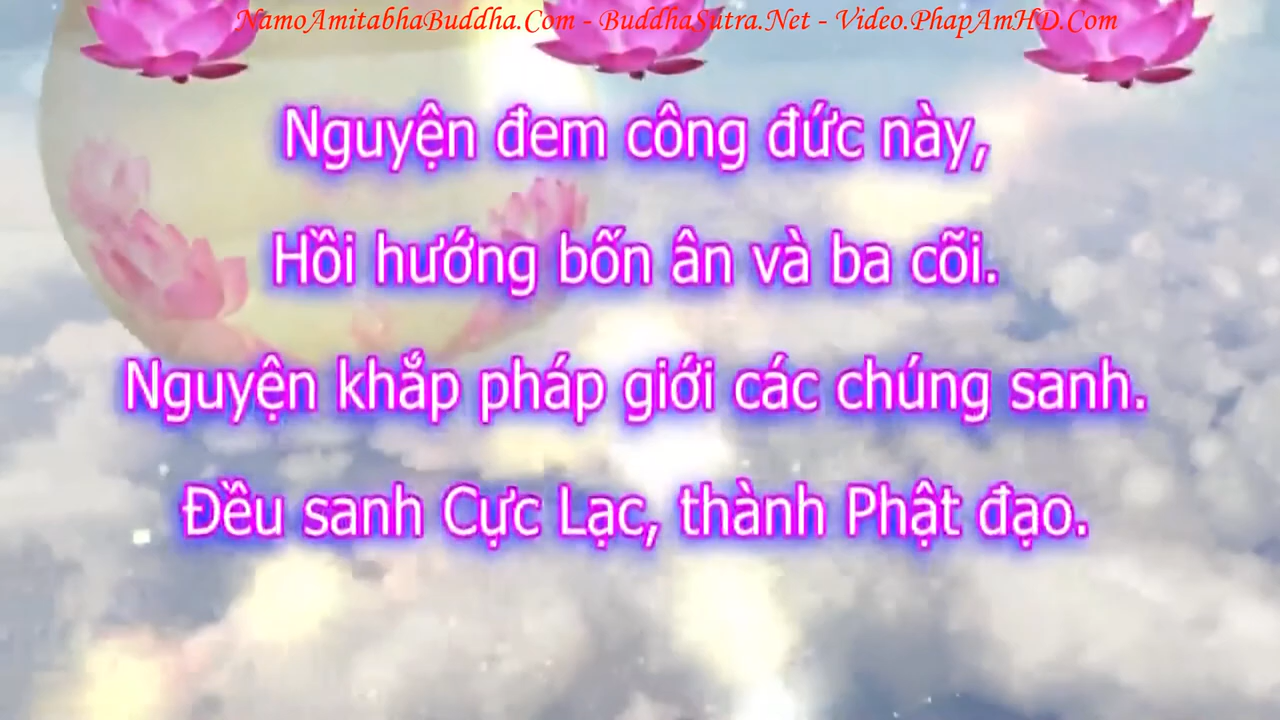 NamoAmitabhaBuddha.Com - BuddhaSutra.Net - Video.PhapAmHD.Com
Nguyện đem công đức này,
Hồi hướng bốn ân và ba cõi.
Nguyện khắp pháp giới các chúng sanh.
Đều sanh Cực Lạc, thành Phật đạo.